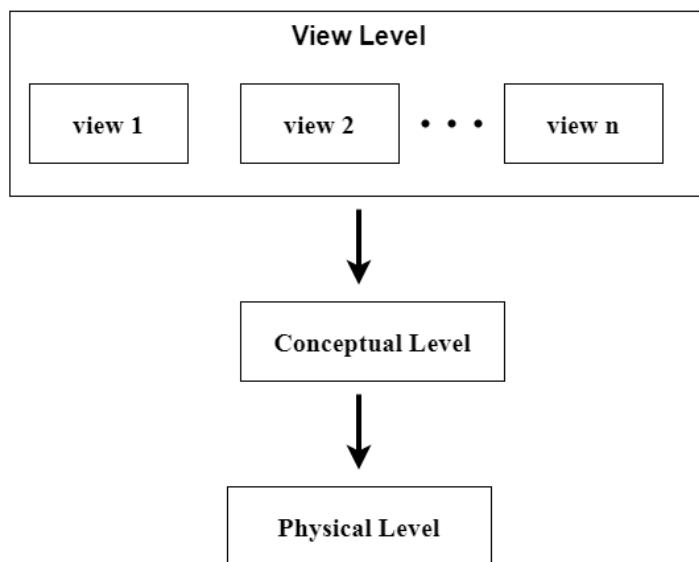 View Level
view 1
view 2
• • •
view n
Conceptual Level
Physical Level